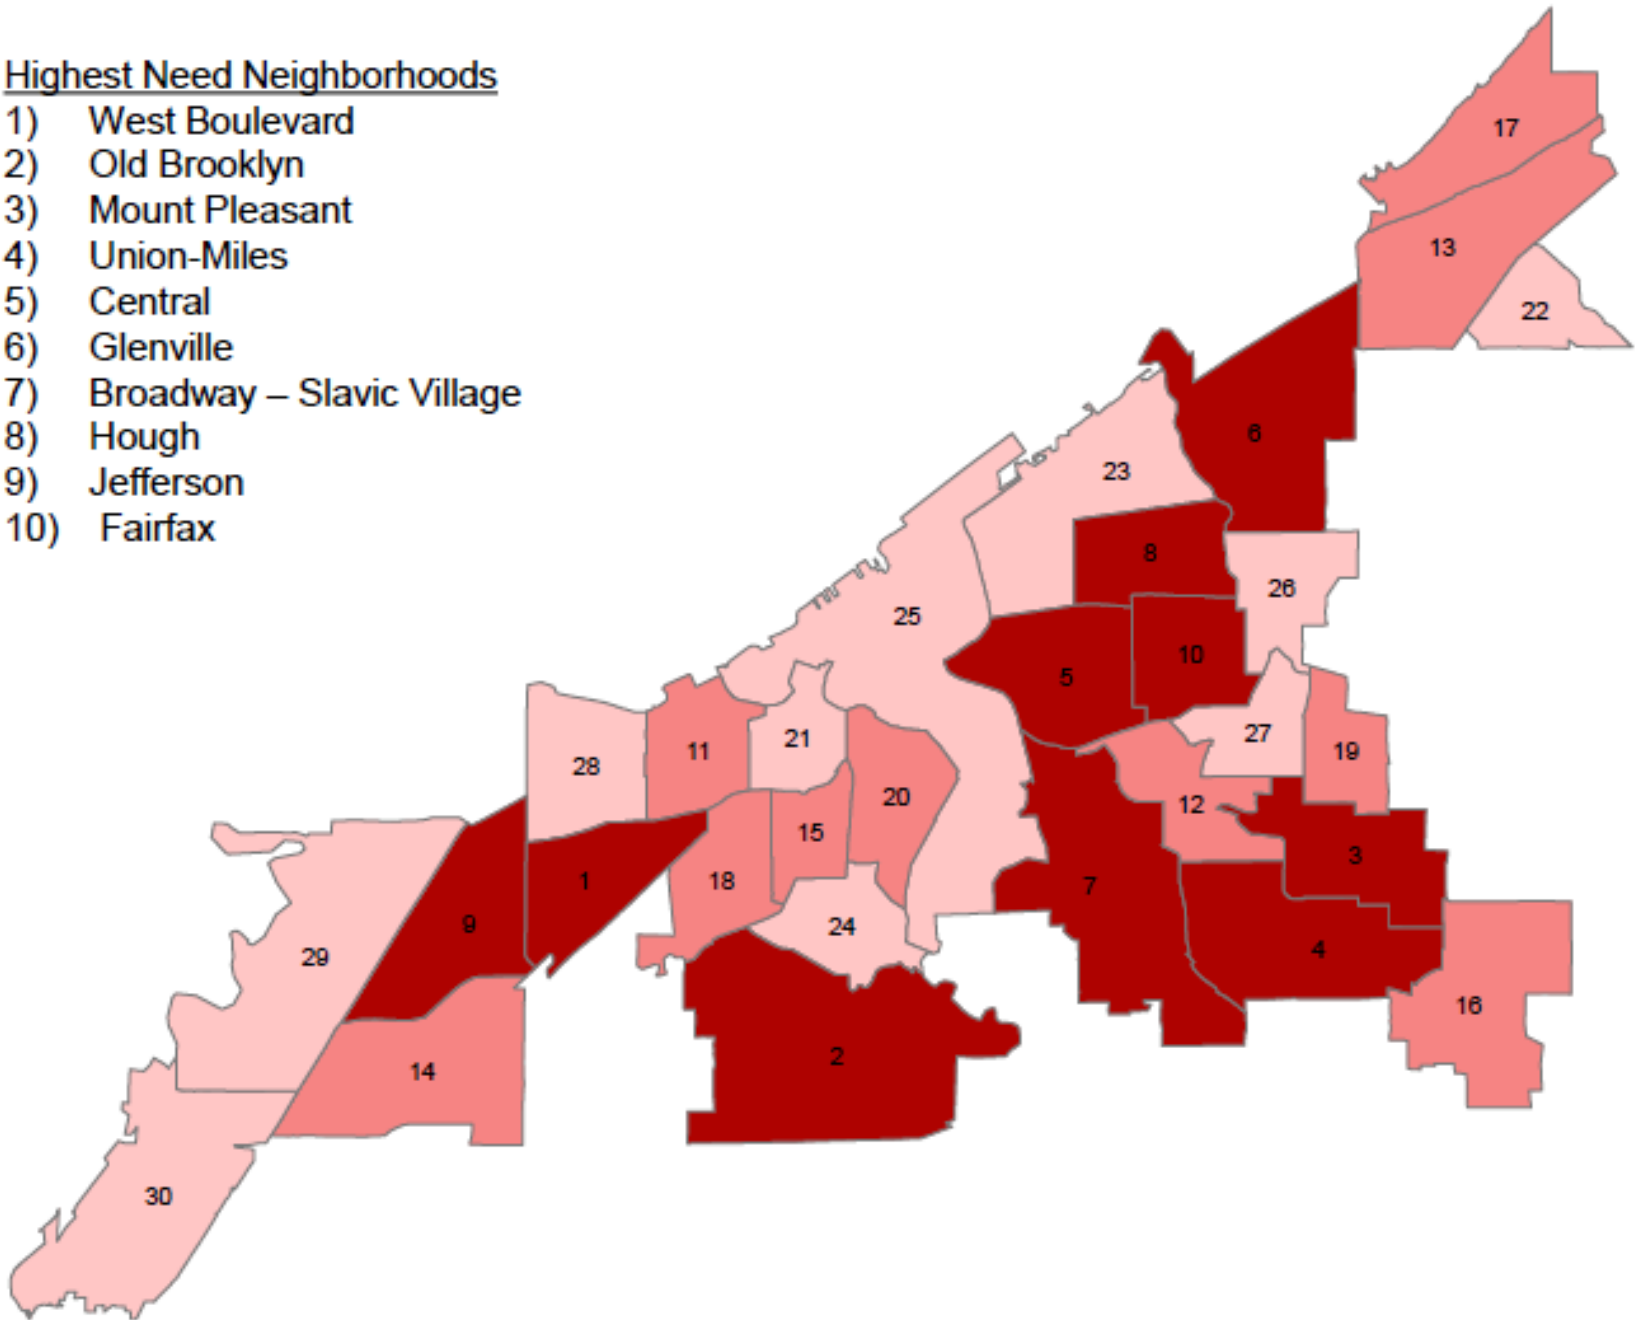 Highest Need Neighborhoods
1) West Boulevard
2) Old Brooklyn
3) Mount Pleasant
4) Union-Miles
5) Central
6) Glenville
7) Broadway – Slavic Village
8) Hough
9) Jefferson
10) Fairfax
17
13
22
6
23
8
26
25
10
5
27
19
21
11
28
20
12
15
3
18
1
7
9
24
4
29
16
2
14
30